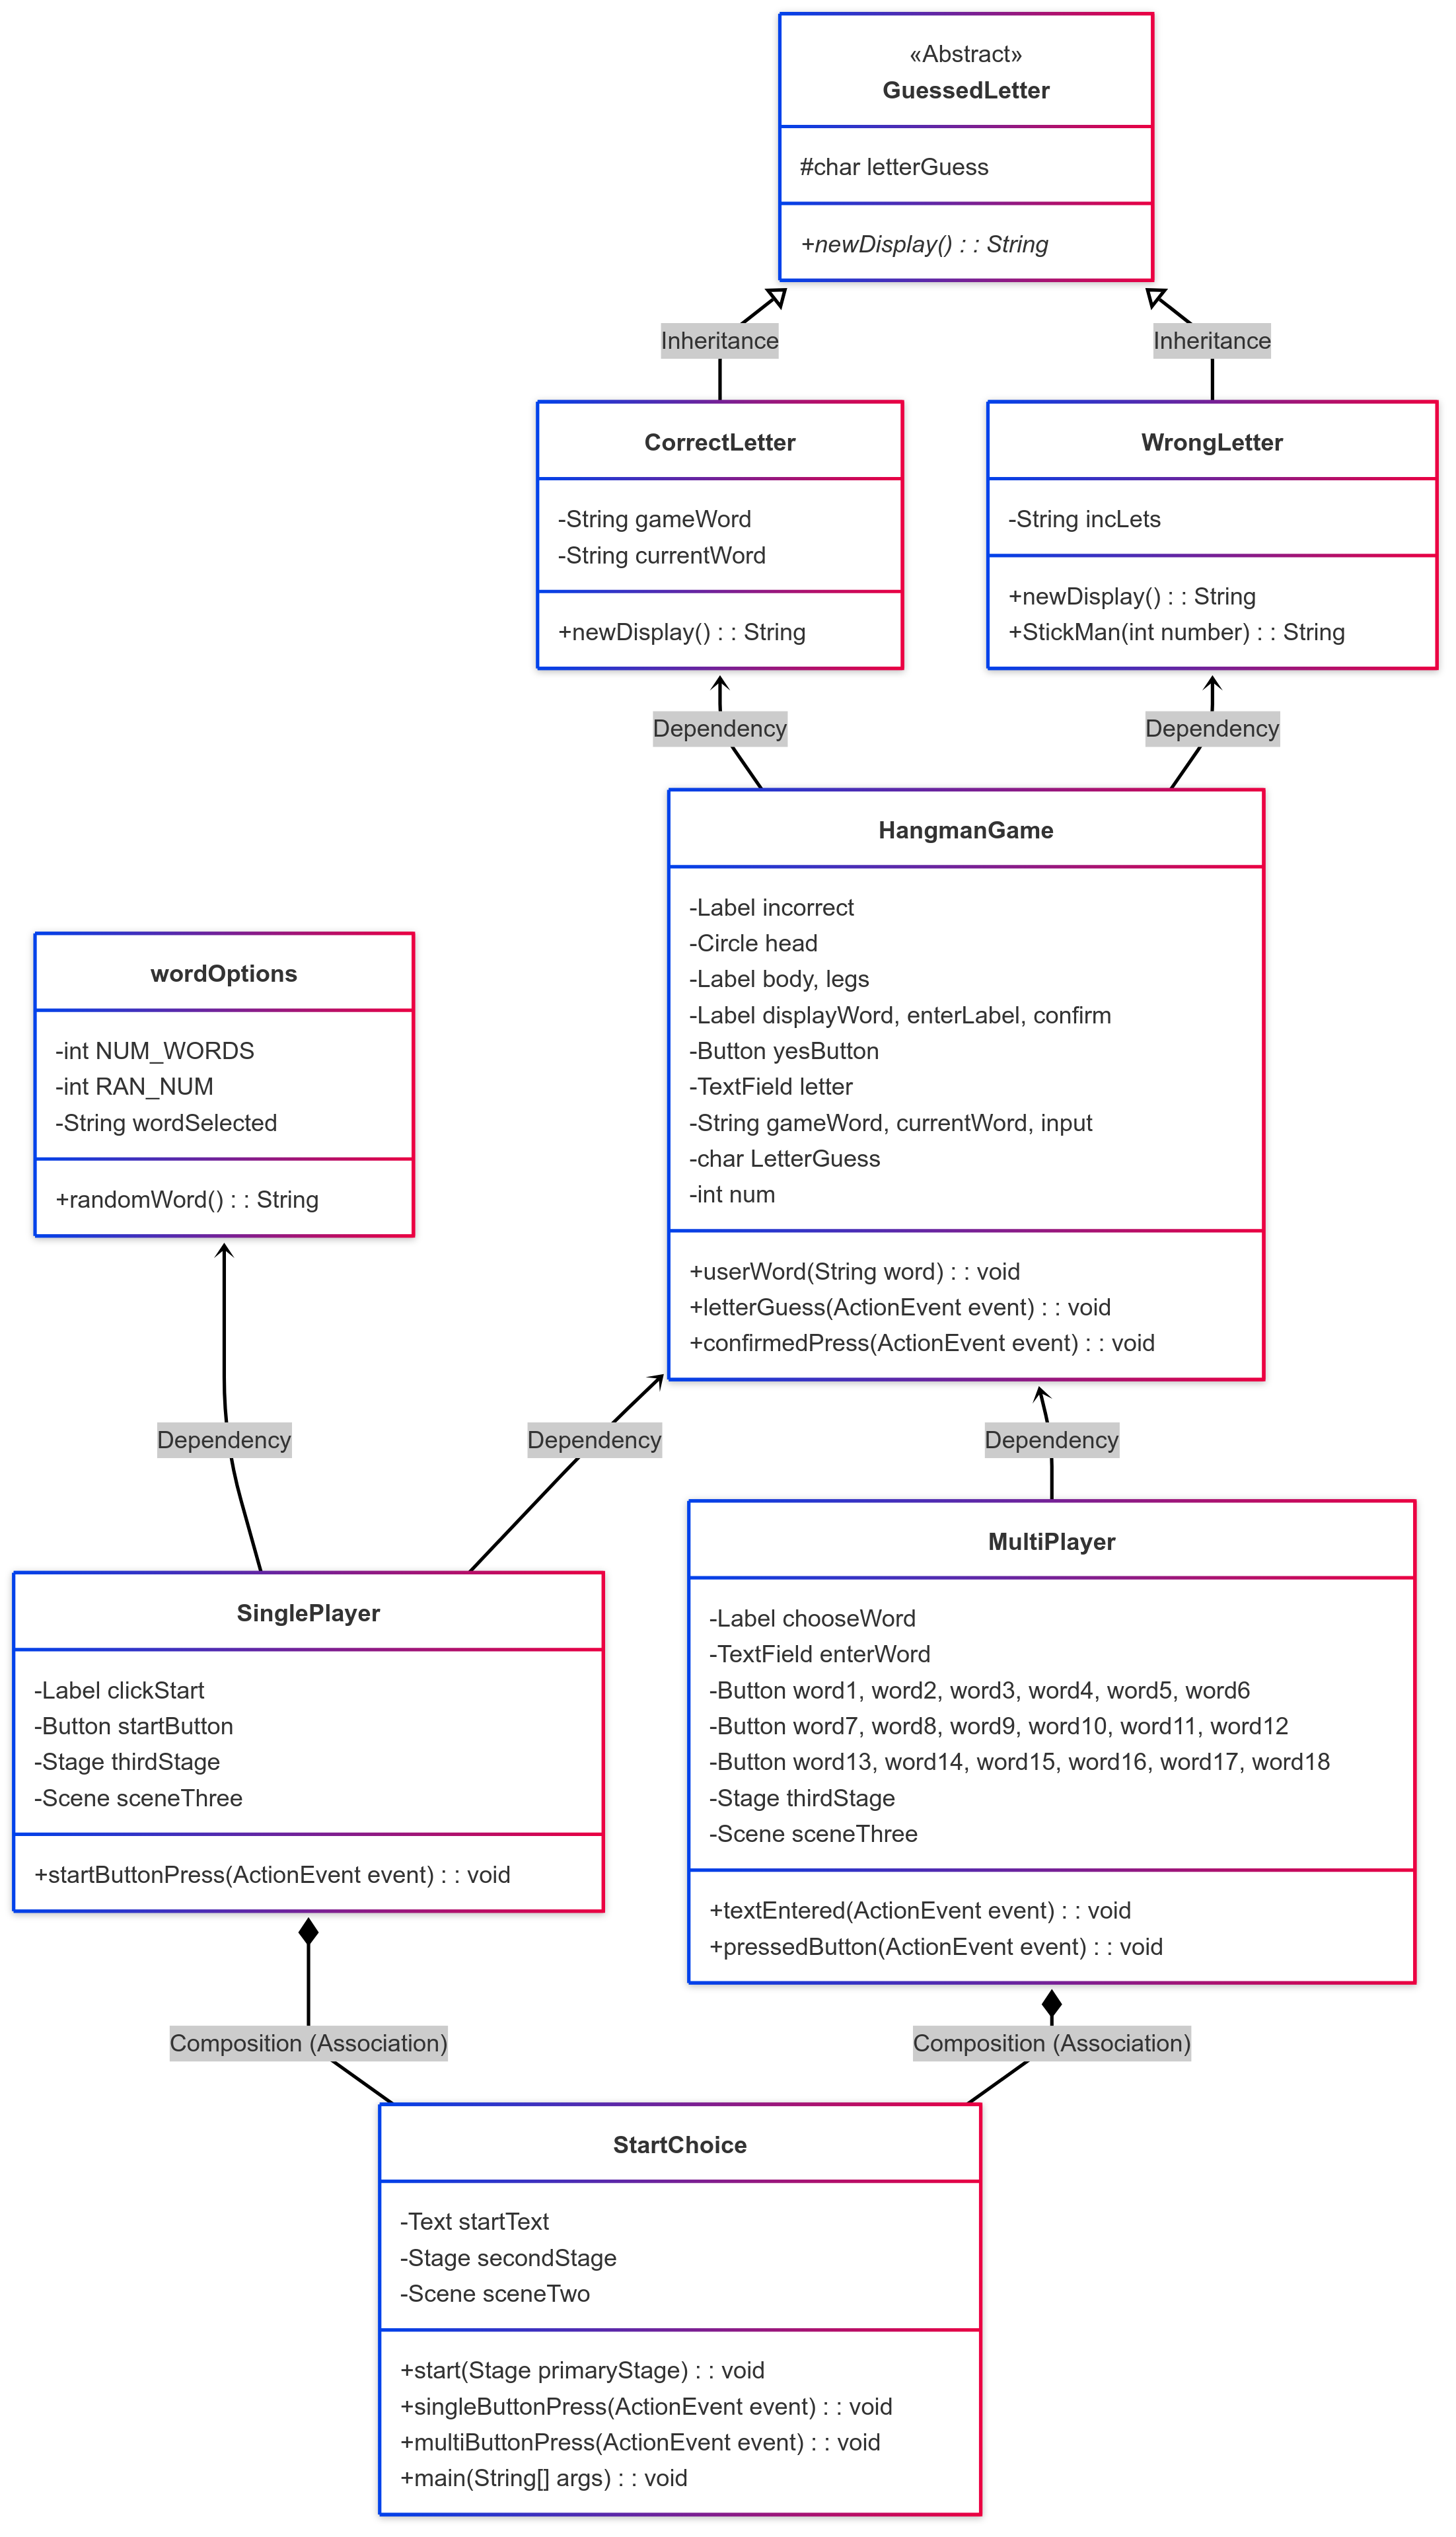 «Abstract»
GuessedLetter
#char letterGuess
+newDisplay() : : String
Inheritance
Inheritance
CorrectLetter
-String gameWord
-String currentWord
+newDisplay() : : String
WrongLetter
-String incLets
+newDisplay() : : String
+StickMan(int number) : : String
Dependency
Dependency
HangmanGame
-Label incorrect
-Circle head
-Label body, legs
-Label displayWord, enterLabel, confirm
-Button yesButton
-TextField letter
-String gameWord, currentWord, input
-char LetterGuess
-int num
+userWord(String word) : : void
+letterGuess(ActionEvent event) : : void
+confirmedPress(ActionEvent event) : : void
wordOptions
-int NUM_WORDS
-int RAN_NUM
-String wordSelected
+randomWord() : : String
Dependency
Dependency
Dependency
SinglePlayer
-Label clickStart
-Button startButton
-Stage thirdStage
-Scene sceneThree
+startButtonPress(ActionEvent event) : : void
MultiPlayer
-Label chooseWord
-TextField enterWord
-Button word1, word2, word3, word4, word5, word6
-Button word7, word8, word9, word10, word11, word12
-Button word13, word14, word15, word16, word17, word18
-Stage thirdStage
-Scene sceneThree
+textEntered(ActionEvent event) : : void
+pressedButton(ActionEvent event) : : void
Composition (Association)
Composition (Association)
StartChoice
-Text startText
-Stage secondStage
-Scene sceneTwo
+start(Stage primaryStage) : : void
+singleButtonPress(ActionEvent event) : : void
+multiButtonPress(ActionEvent event) : : void
+main(String[] args) : : void